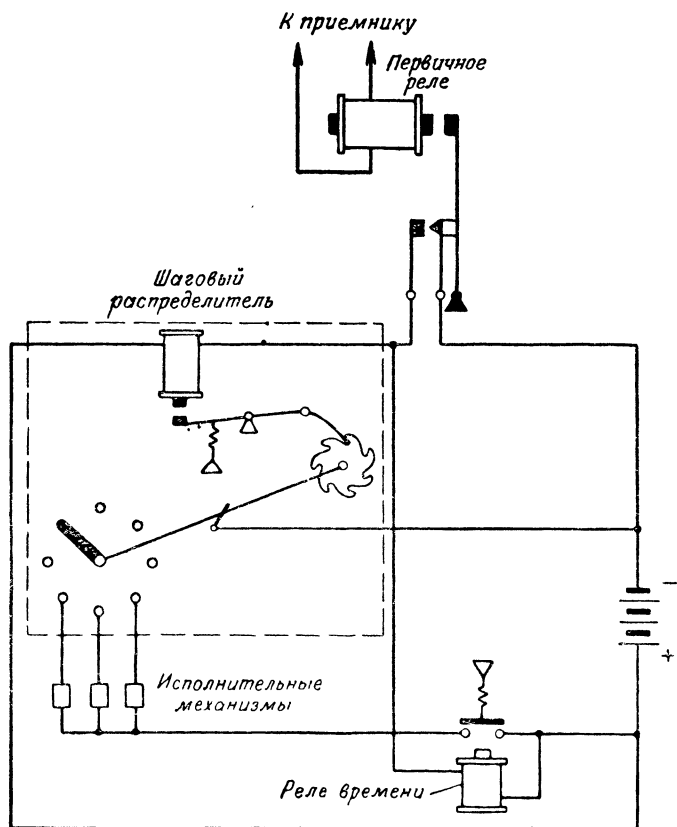 К приемнику
Первичное
реле
Шаговый
распределитель
−
+
Исполнительные
механизмы
Реле времени